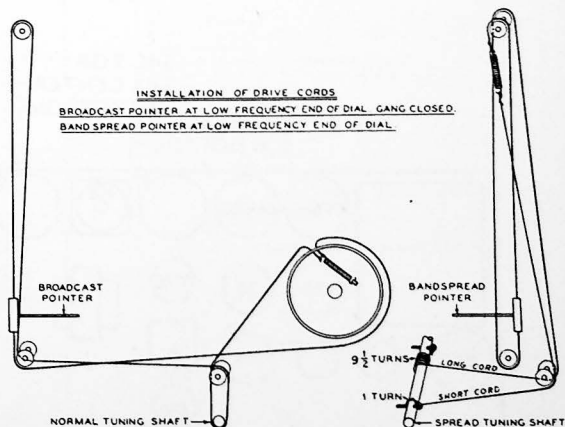 INSTALLATION OF DRIVE CORDS
BROADCAST POINTER AT LOW FREQUENCY END OF DIAL GANG CLOSED.
BAND SPREAD POINTER AT LOW FREQUENCY END OF DIAL
BROADCAST
POINTER
BANDSPREAD
POINTER
9 1/2 TURNS
LONG CORD
1 TURN
SHORT CORD
NORMAL TUNING SHAFT
SPREAD TUNING SHAFT